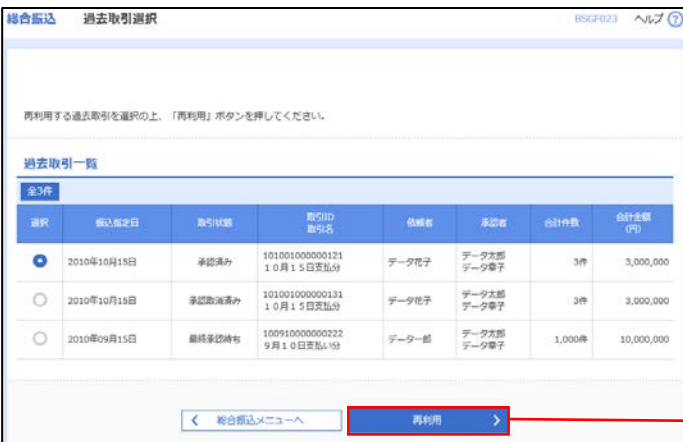 総合振込 過去取引選択 BSGF023 ヘルプ ?
再利用する過去取引を選択の上、「再利用」ボタンを押してください。
過去取引一覧
全3件
選択 振込指定日 取引状態 取引ID 依頼者 承認者 合計件数 合計金額
取引名 (円)
2010年10月15日 承認済み 101001000000121 データ花子 データ太郎 3件 3,000,000
10月15日支払分 データ幸子
2010年10月15日 承認取消済み 101001000000131 データ花子 データ太郎 3件 3,000,000
10月15日支払分 データ幸子
2010年09月15日 最終承認待ち 100910000000222 データ一郎 データ太郎 1,000件 10,000,000
9月10日支払い分 データ幸子
総合振込メニューへ 再利用